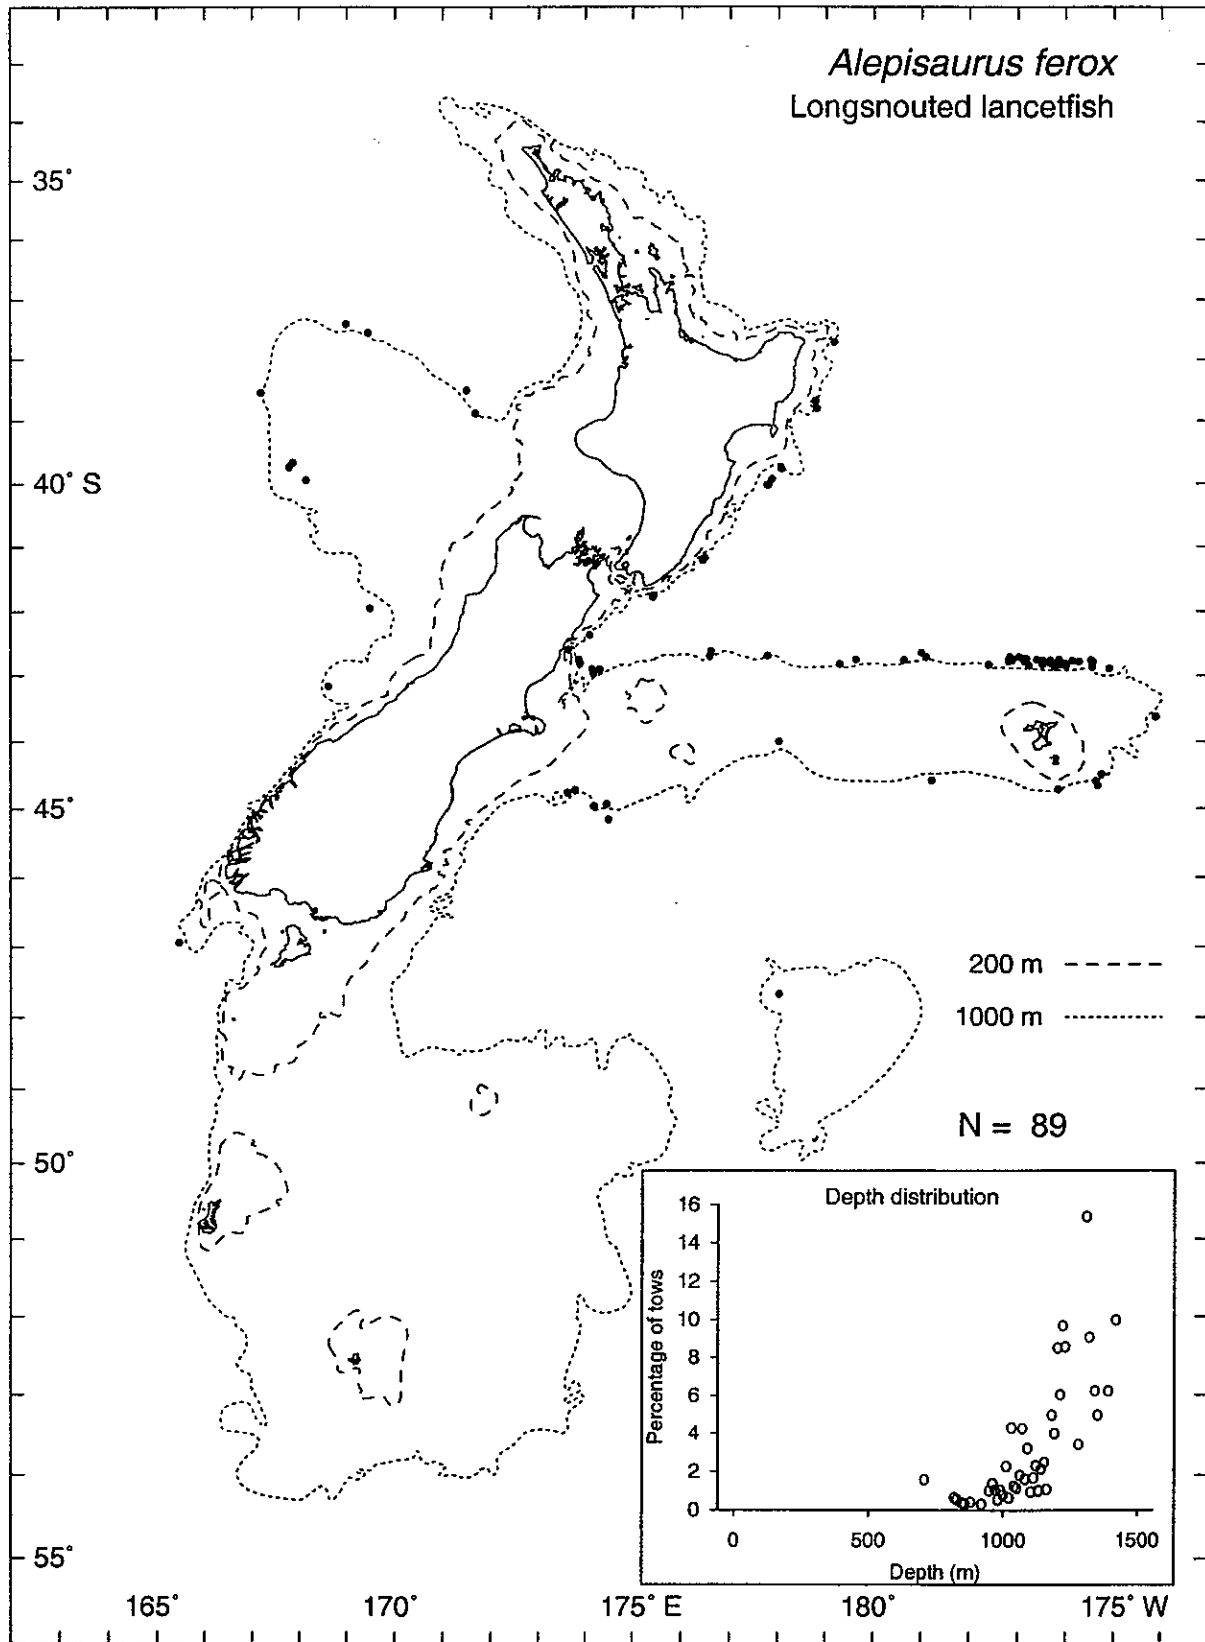 Alepisaurus ferox
Longsnouted lancetfish
35°
40° S
45°
50°
55°
200 m
1000 m
N = 89
Depth distribution
16
14
12
10
8
6
4
2
0
Percentage of tows
0 500 1000 1500
Depth (m)
165° 170° 175° E 180° 175° W